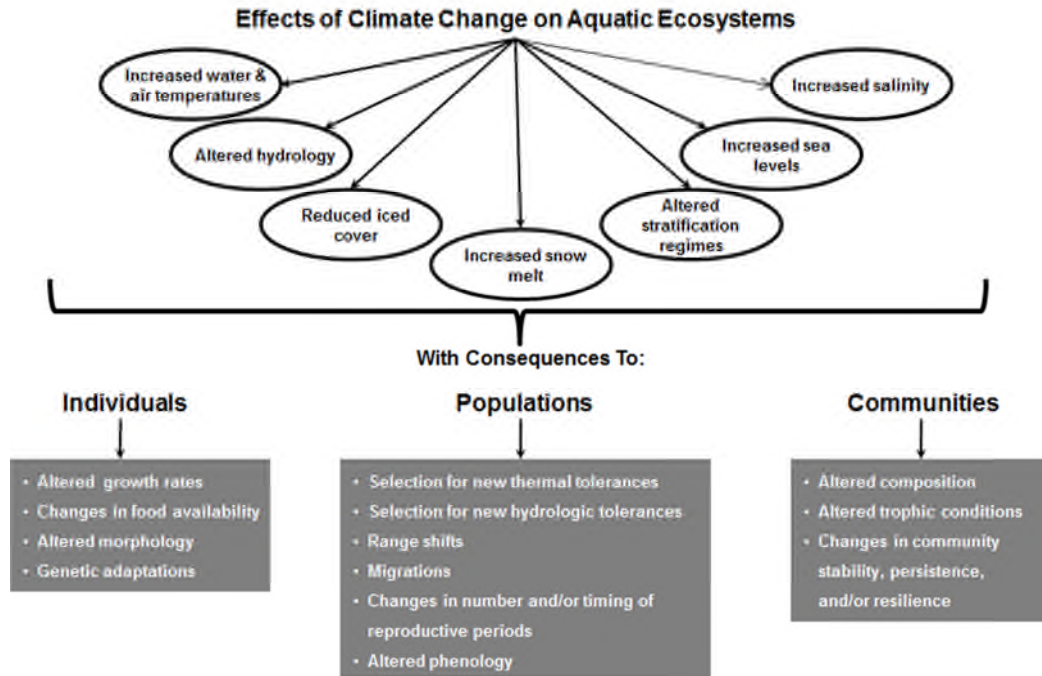 Effects of Climate Change on Aquatic Ecosystems
Increased water &
air temperatures
Increased salinity
Altered hydrology
Increased sea
levels
Reduced iced
cover
Altered
stratification
regimes
Increased snow
melt
With Consequences To:
Individuals
Populations
Communities
• Altered growth rates
• Changes in food availability
• Altered morphology
• Genetic adaptations
• Selection for new thermal tolerances
• Selection for new hydrologic tolerances
• Range shifts
• Migrations
• Changes in number and/or timing of
reproductive periods
• Altered phenology
• Altered composition
• Altered trophic conditions
• Changes in community
stability, persistence,
and/or resilience